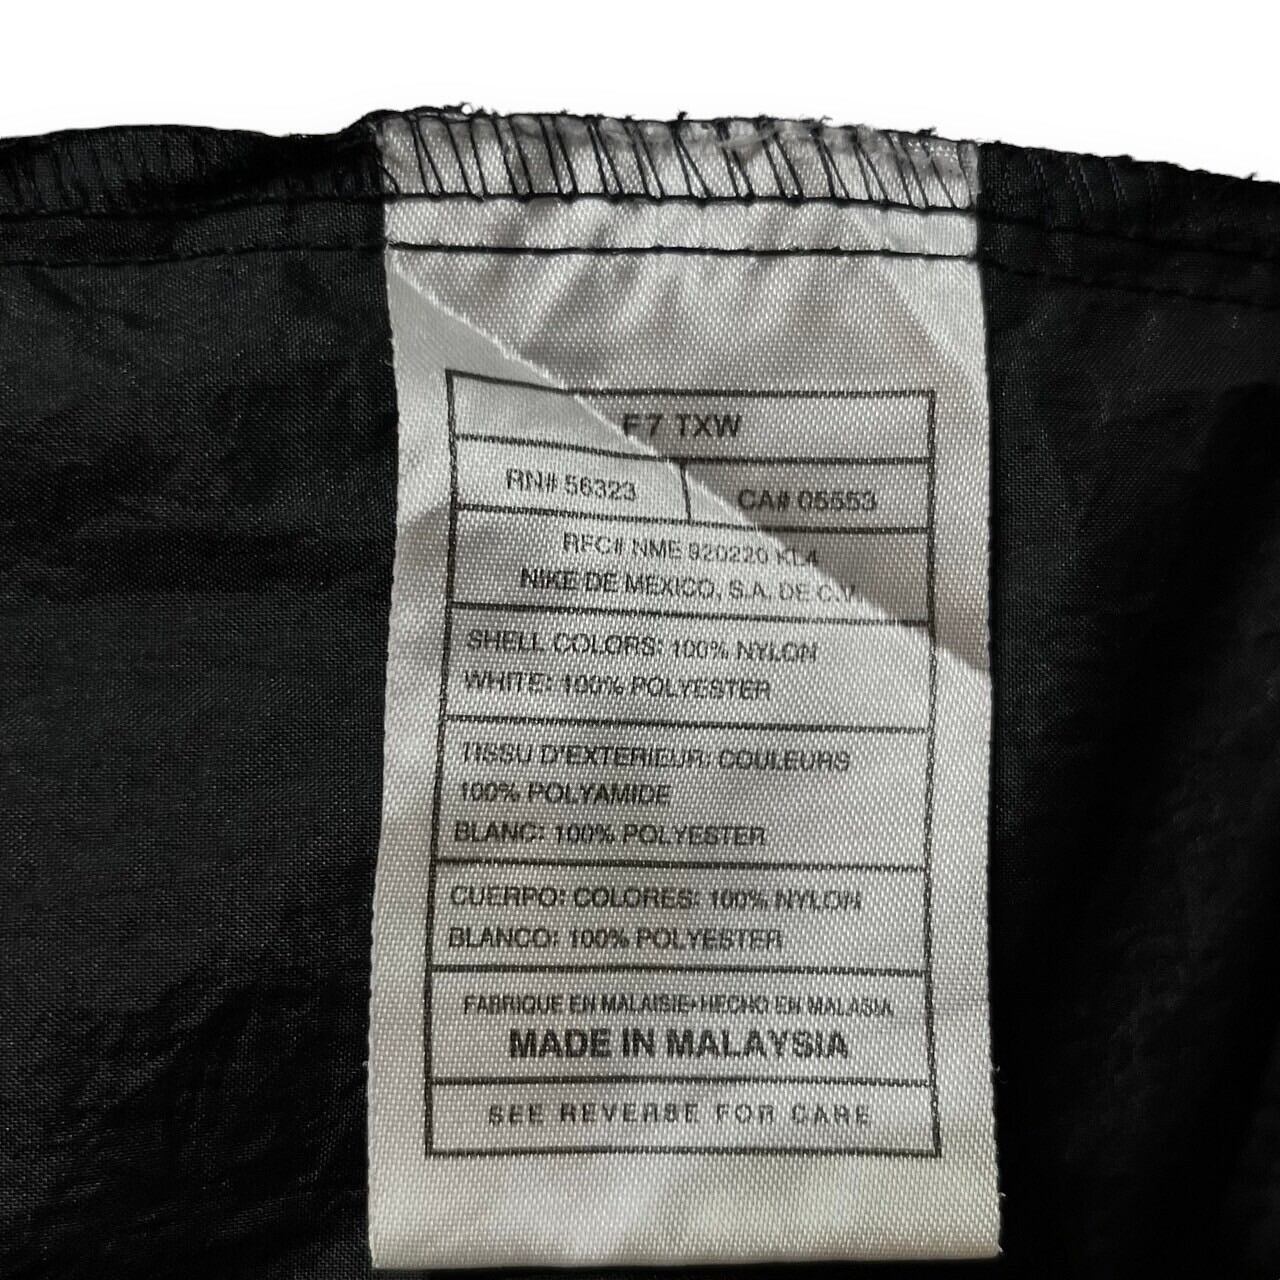 F7 TXW
RN# 56323
CA# 05553
RFC# NME 920220 KL4
NIKE DE MEXICO, S.A. DE C.V.
SHELL COLORS: 100% NYLON
WHITE: 100% POLYESTER
TISSU D'EXTERIEUR: COULEURS
100% POLYAMIDE
BLANC: 100% POLYESTER
CUERPO: COLORES: 100% NYLON
BLANCO: 100% POLYESTER
FABRIQUE EN MALAISIE•HECHO EN MALASIA
MADE IN MALAYSIA
SEE REVERSE FOR CARE